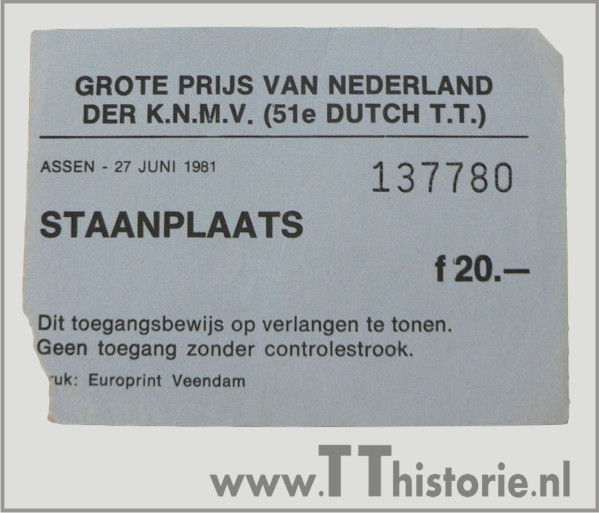 GROTE PRIJS VAN NEDERLAND
DER K.N.M.V. (51e DUTCH T.T.)
ASSEN - 27 JUNI 1981
137780
STAANPLAATS
f 20.—
Dit toegangsbewijs op verlangen te tonen.
Geen toegang zonder controlestrook.
ruk: Europrint Veendam
www.TThistorie.nl